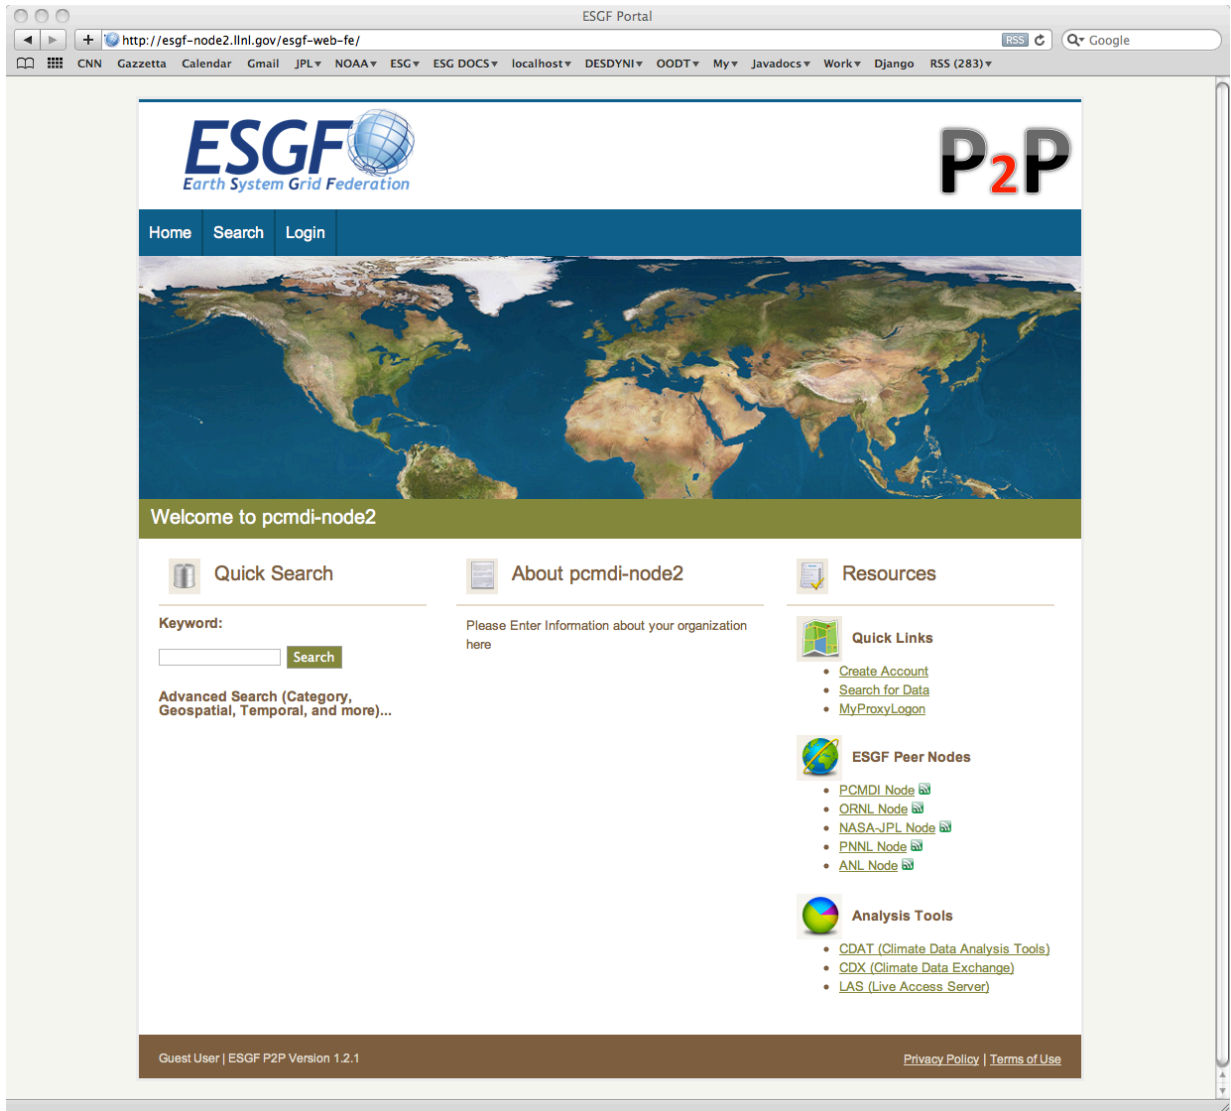 ESGF Portal
http://esgf-node2.llnl.gov/esgf-web-fe/
RSS
Google
CNN Gazzetta Calendar Gmail JPL NOAA ESG ESG DOCS localhost DESDYNI OODT My Javadocs Work Django RSS (283)
ESGF
Earth System Grid Federation
P2P
Home Search Login
Welcome to pcmdi-node2
Quick Search
Keyword:
Search
Advanced Search (Category,
Geospatial, Temporal, and more)...
About pcmdi-node2
Please Enter Information about your organization
here
Resources
Quick Links
Create Account
Search for Data
MyProxyLogon
ESGF Peer Nodes
PCMDI Node
ORNL Node
NASA-JPL Node
PNNL Node
ANL Node
Analysis Tools
CDAT (Climate Data Analysis Tools)
CDX (Climate Data Exchange)
LAS (Live Access Server)
Guest User | ESGF P2P Version 1.2.1
Privacy Policy | Terms of Use